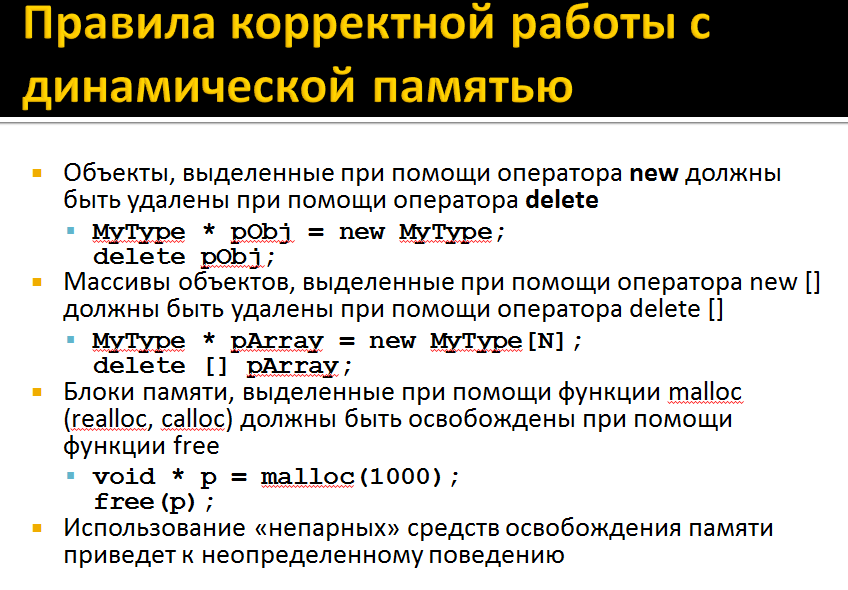 Правила корректной работы с
динамической памятью
Объекты, выделенные при помощи оператора new должны
быть удалены при помощи оператора delete
MyType * pObj = new MyType;
delete pObj;
Массивы объектов, выделенные при помощи оператора new []
должны быть удалены при помощи оператора delete []
MyType * pArray = new MyType[N];
delete [] pArray;
Блоки памяти, выделенные при помощи функции malloc
(realloc, calloc) должны быть освобождены при помощи
функции free
void * p = malloc(1000);
free(p);
Использование «непарных» средств освобождения памяти
приведет к неопределенному поведению